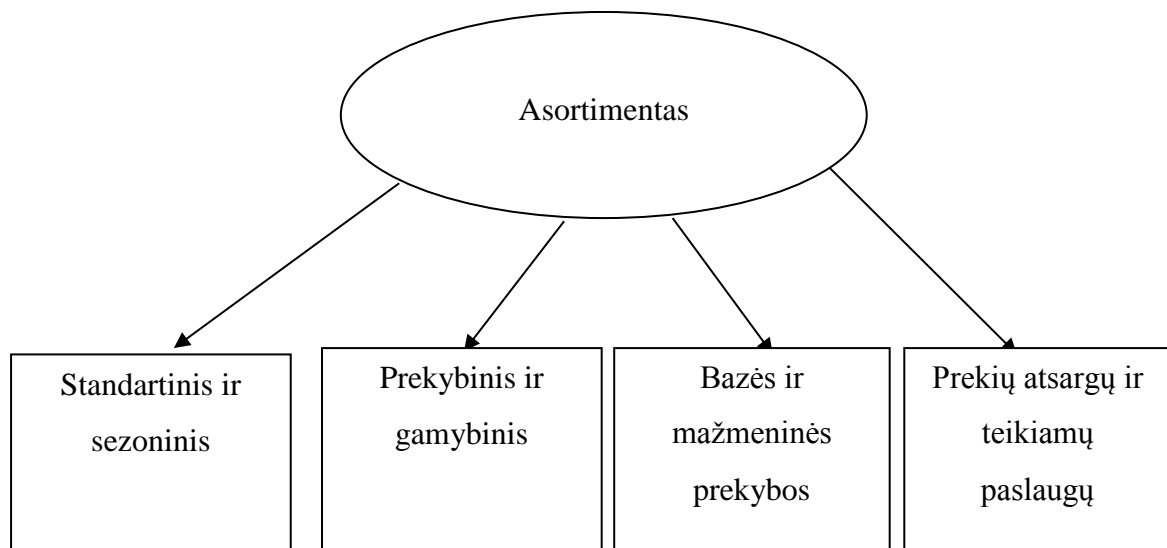 Asortimentas
Standartinis ir
sezoninis
Prekybinis ir
gamybinis
Bazės ir
mažmeninės
prekybos
Prekių atsargų ir
teikiamų
paslaugų